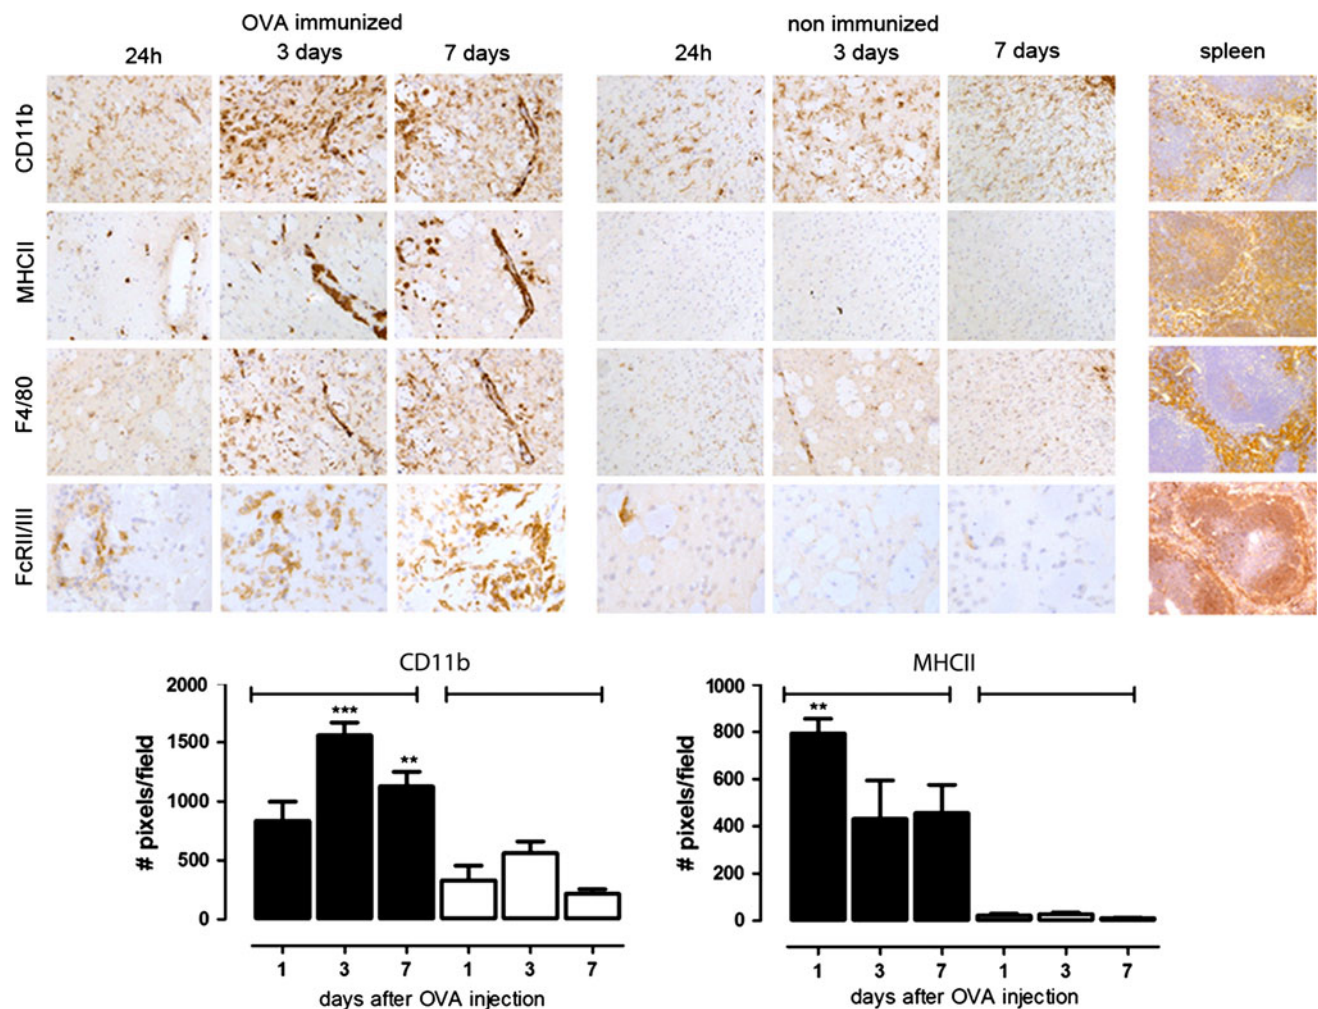 OVA immunized
non immunized
24h 3 days 7 days 24h 3 days 7 days spleen
CD11b
MHCII
F4/80
FcRII/III
CD11b
# pixels/field
2000
1500
1000
500
0
***
**
1 3 7 1 3 7
days after OVA injection
MHCII
# pixels/field
1000
800
600
400
200
0
**
1 3 7 1 3 7
days after OVA injection